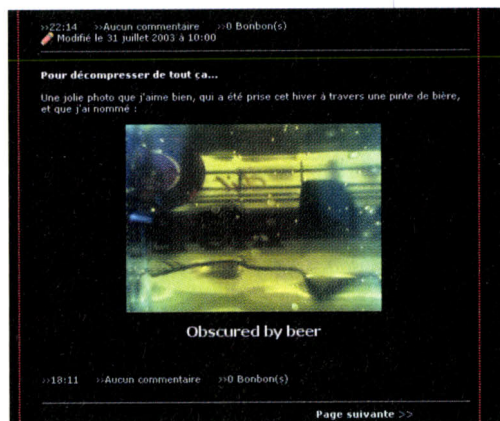 >>22:14 >>Aucun commentaire >>0 Bonbon(s)
Modifié le 31 juillet 2003 à 10:00
Pour décompresser de tout ça...
Une jolie photo que j'aime bien, qui a été prise cet hiver à travers une pinte de bière,
et que j'ai nommé :
Obscured by beer
>>18:11 >>Aucun commentaire >>0 Bonbon(s)
Page suivante >>